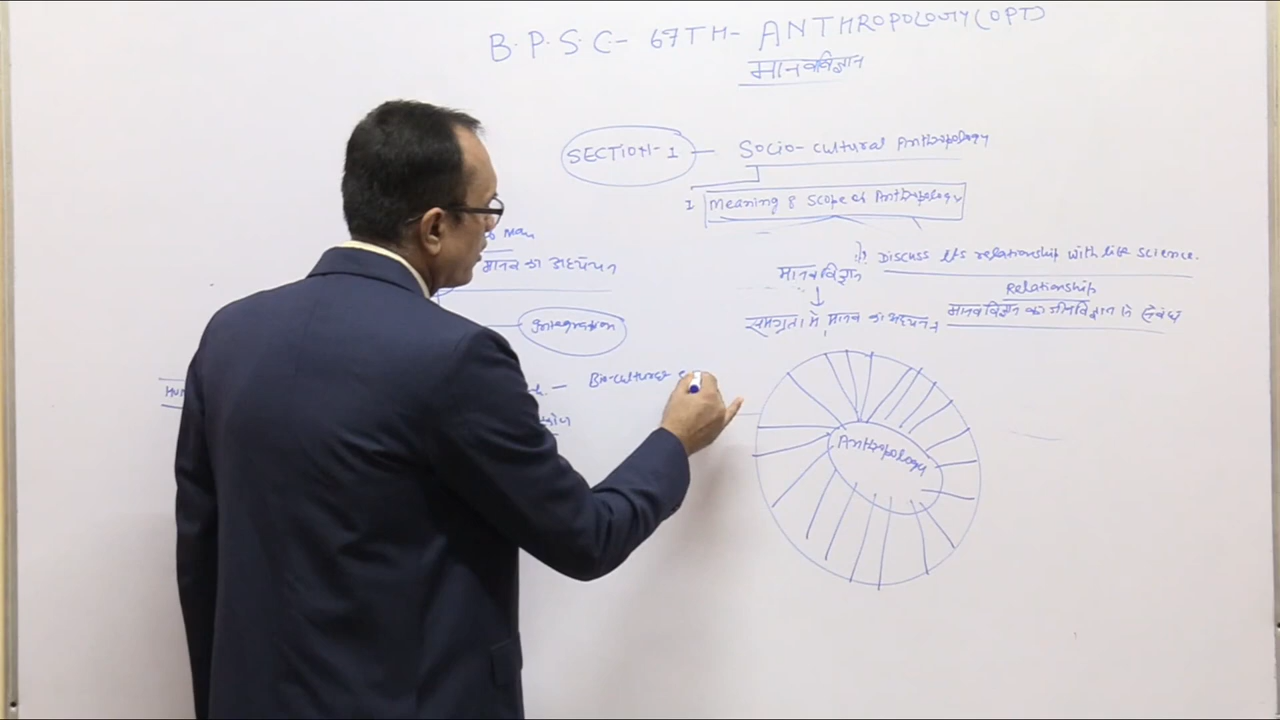 B.P.S.C- 67TH- ANTHROPOLOGY(OPT)
मानवविज्ञान
SECTION-1 — Socio-cultural Anthropology
1 Meaning & Scope of Anthropology
Man
मानव का अध्ययन
Discuss its relationship with life science.
मानवविज्ञान
Relationship
समग्रता में मानव का अध्ययन
मानवविज्ञान का जीवविज्ञान से संबंध
Integration
Bio-cultural
Anthropology